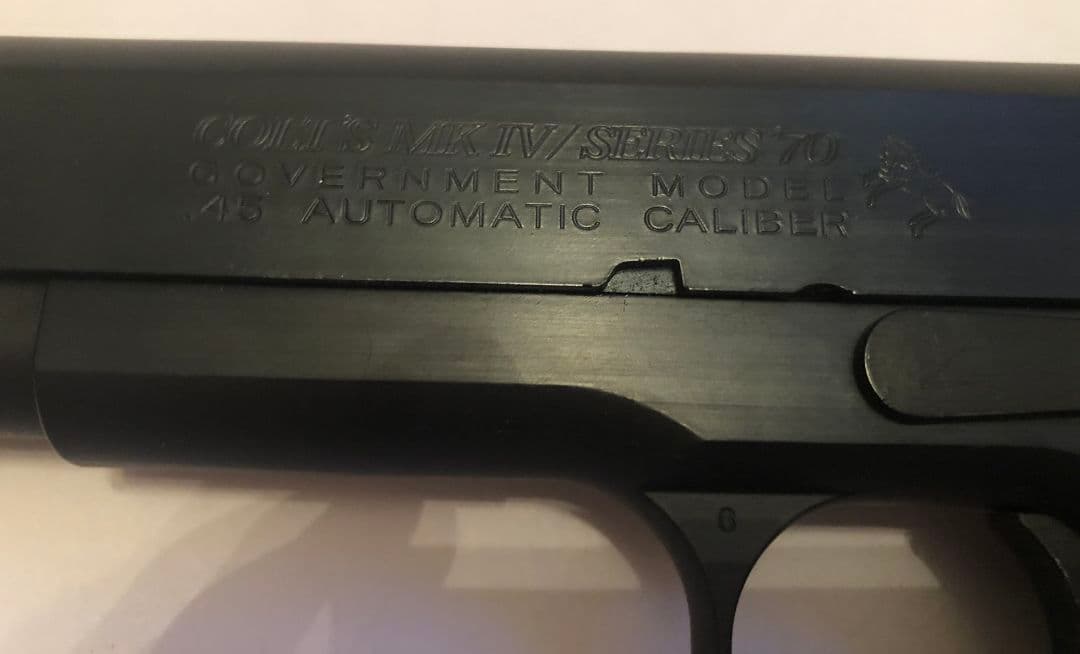 COLT'S MK IV/SERIES'70
GOVERNMENT MODEL
.45 AUTOMATIC CALIBER
G